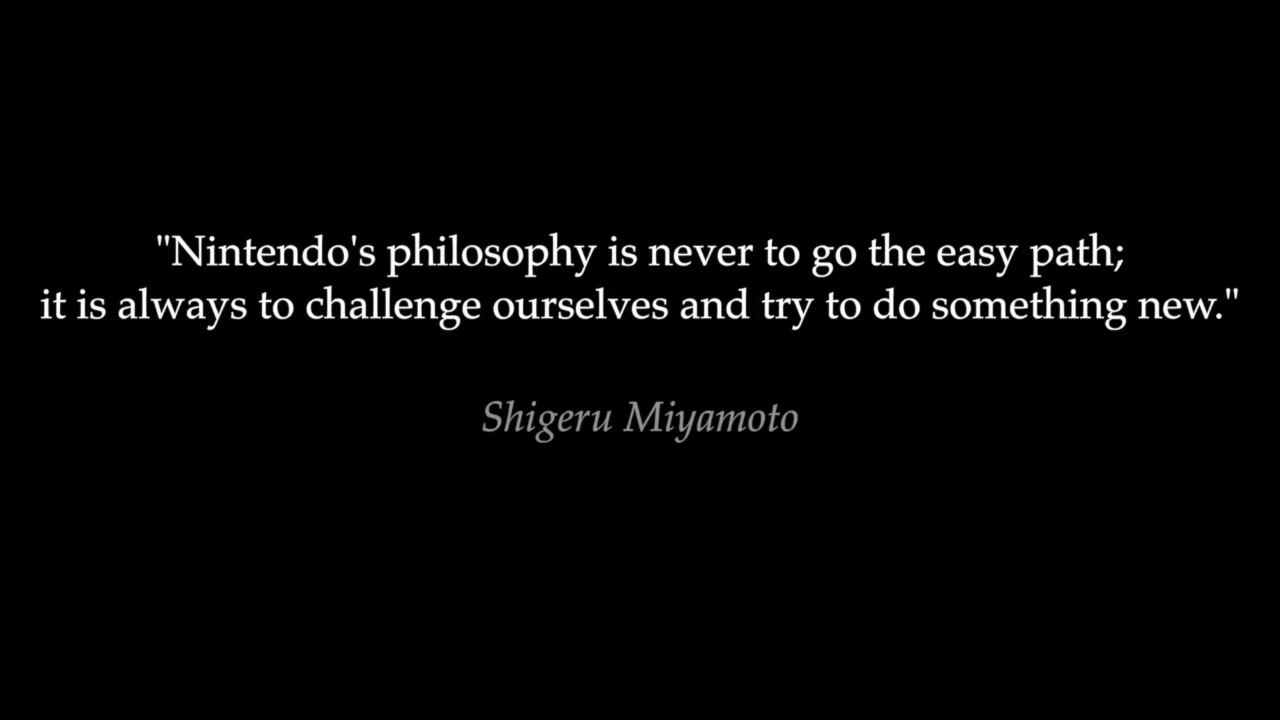 "Nintendo's philosophy is never to go the easy path;
it is always to challenge ourselves and try to do something new."
Shigeru Miyamoto